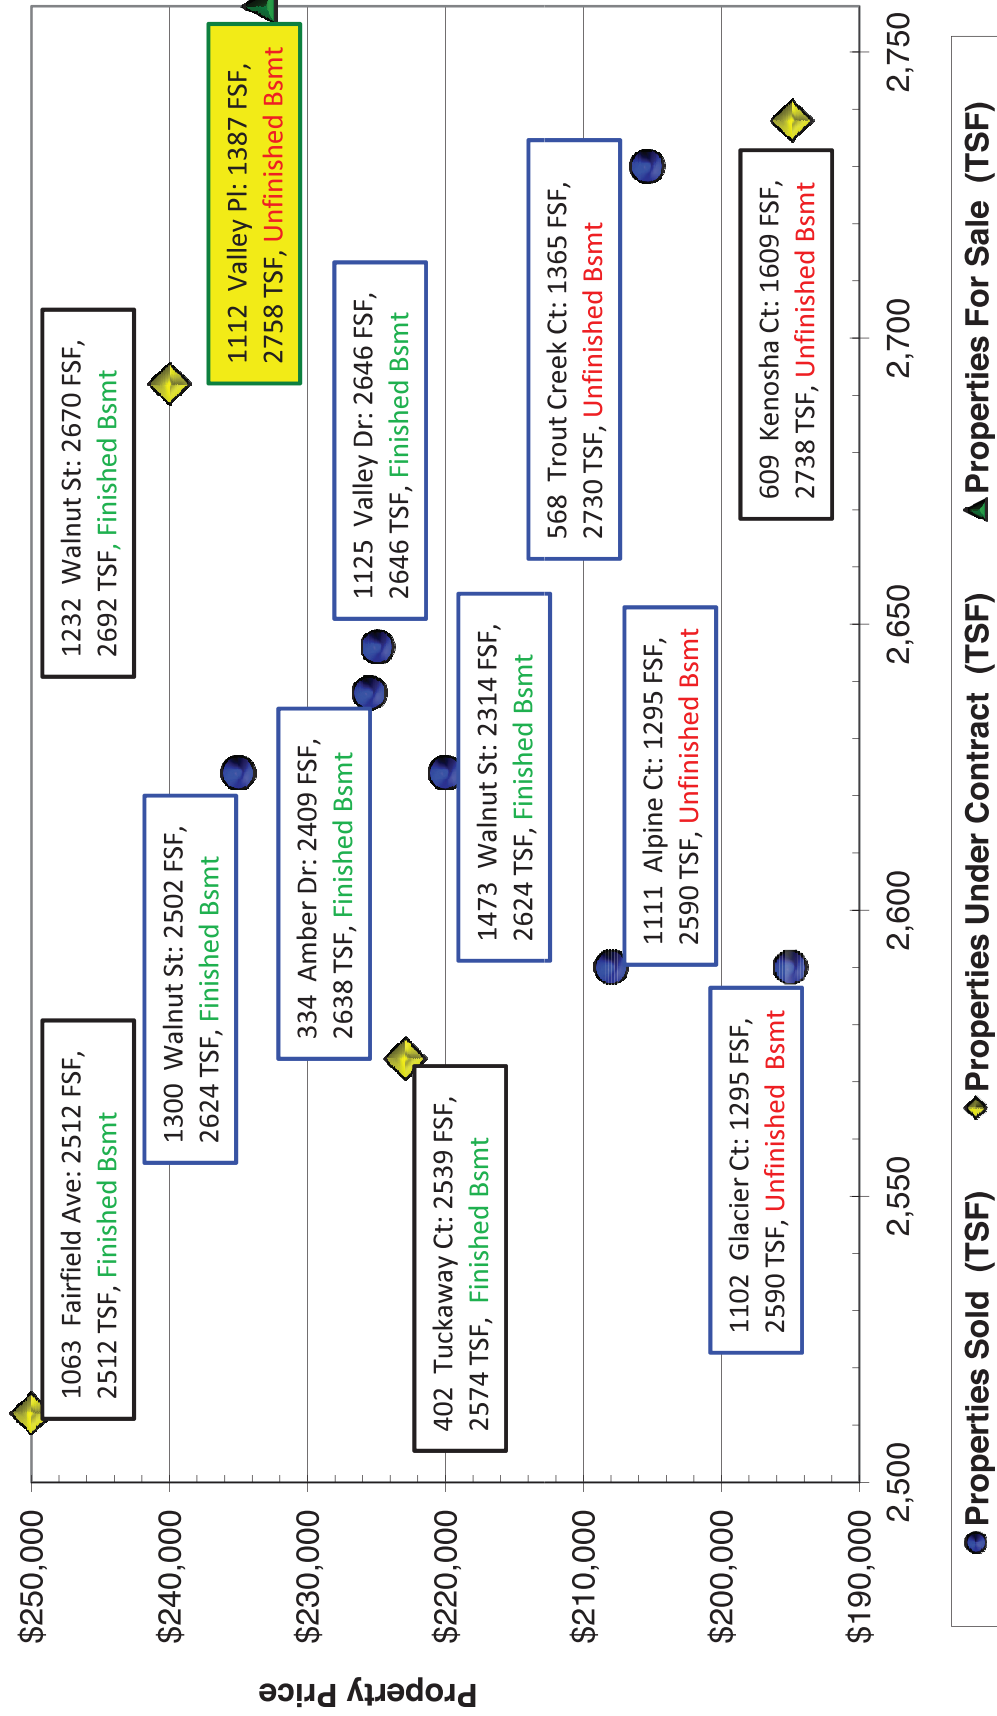 Property Price
$250,000
$240,000
$230,000
$220,000
$210,000
$200,000
$190,000
1063 Fairfield Ave: 2512 FSF,
2512 TSF, Finished Bsmt
1232 Walnut St: 2670 FSF,
2692 TSF, Finished Bsmt
1300 Walnut St: 2502 FSF,
2624 TSF, Finished Bsmt
1112 Valley Pl: 1387 FSF,
2758 TSF, Unfinished Bsmt
334 Amber Dr: 2409 FSF,
2638 TSF, Finished Bsmt
1125 Valley Dr: 2646 FSF,
2646 TSF, Finished Bsmt
402 Tuckaway Ct: 2539 FSF,
2574 TSF, Finished Bsmt
1473 Walnut St: 2314 FSF,
2624 TSF, Finished Bsmt
568 Trout Creek Ct: 1365 FSF,
2730 TSF, Unfinished Bsmt
1111 Alpine Ct: 1295 FSF,
2590 TSF, Unfinished Bsmt
1102 Glacier Ct: 1295 FSF,
2590 TSF, Unfinished Bsmt
609 Kenosha Ct: 1609 FSF,
2738 TSF, Unfinished Bsmt
2,500
2,550
2,600
2,650
2,700
2,750
Properties Sold (TSF)
Properties Under Contract (TSF)
Properties For Sale (TSF)